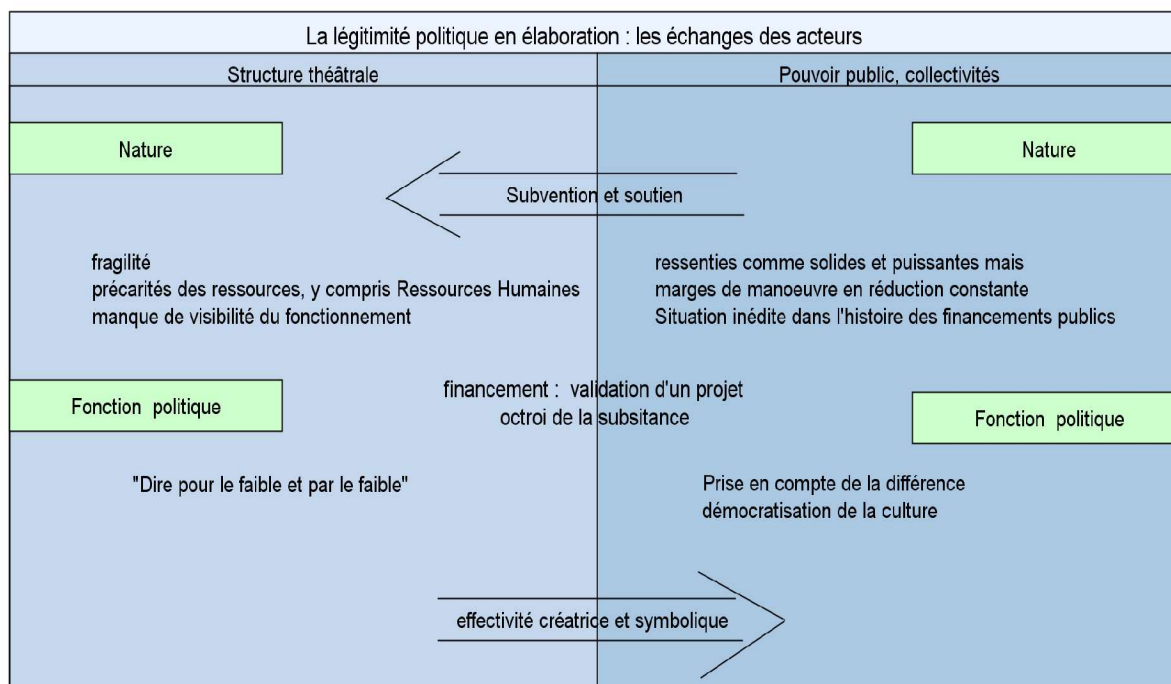 La légitimité politique en élaboration : les échanges des acteurs
Structure théâtrale
Pouvoir public, collectivités
Nature
Nature
Subvention et soutien
fragilité
précarités des ressources, y compris Ressources Humaines
manque de visibilité du fonctionnement
ressenties comme solides et puissantes mais
marges de manoeuvre en réduction constante
Situation inédite dans l'histoire des financements publics
financement : validation d'un projet
octroi de la subsitance
Fonction politique
Fonction politique
"Dire pour le faible et par le faible"
Prise en compte de la différence
démocratisation de la culture
effectivité créatrice et symbolique